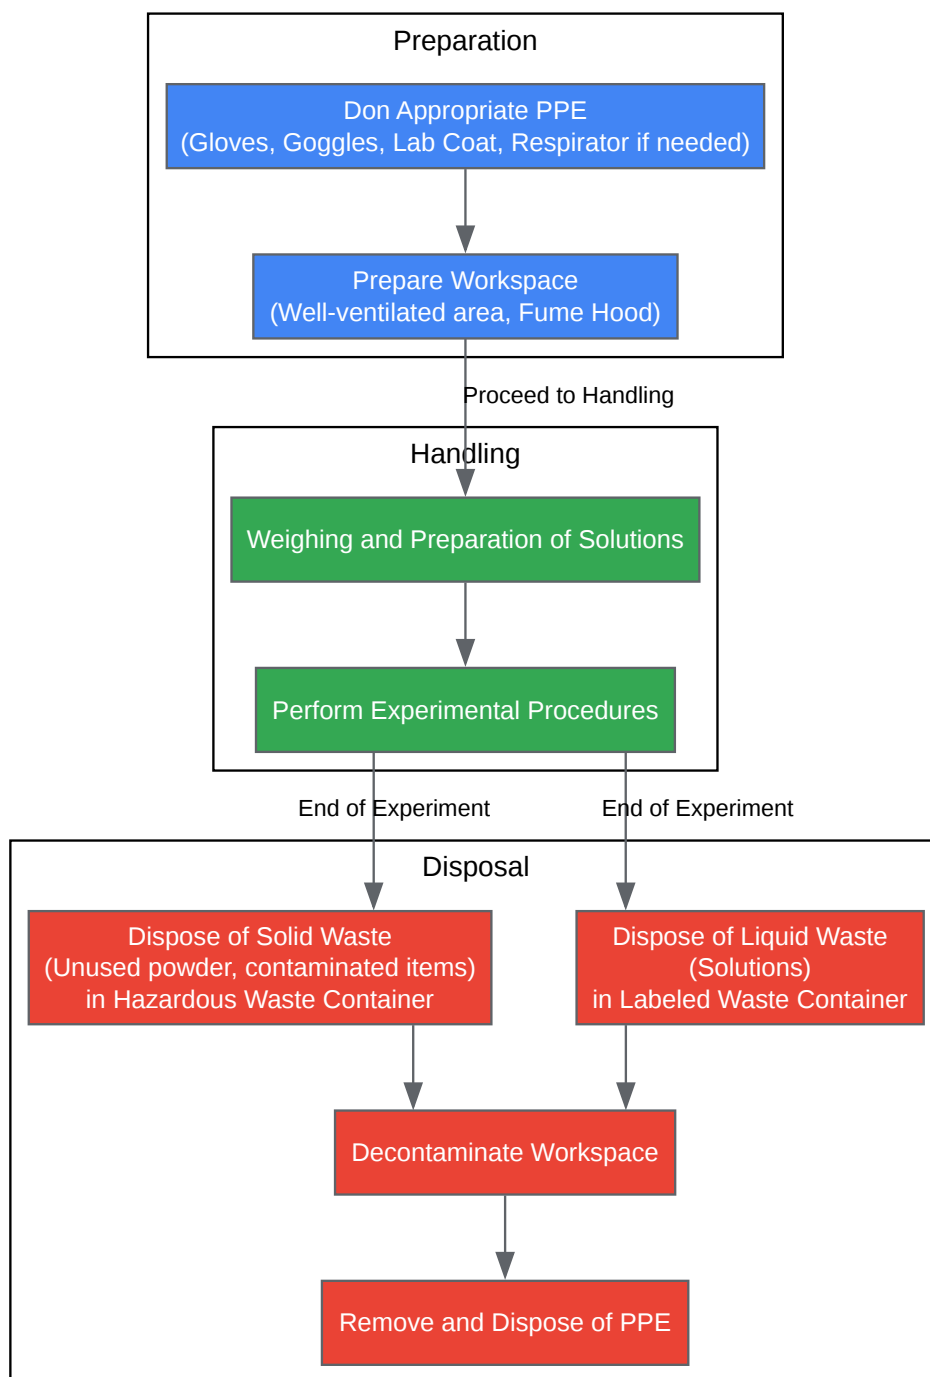 Preparation
Don Appropriate PPE
(Gloves, Goggles, Lab Coat, Respirator if needed)
Prepare Workspace
(Well-ventilated area, Fume Hood)
Proceed to Handling
Handling
Weighing and Preparation of Solutions
Perform Experimental Procedures
End of Experiment
End of Experiment
Disposal
Dispose of Solid Waste
(Unused powder, contaminated items)
in Hazardous Waste Container
Dispose of Liquid Waste
(Solutions)
in Labeled Waste Container
Decontaminate Workspace
Remove and Dispose of PPE